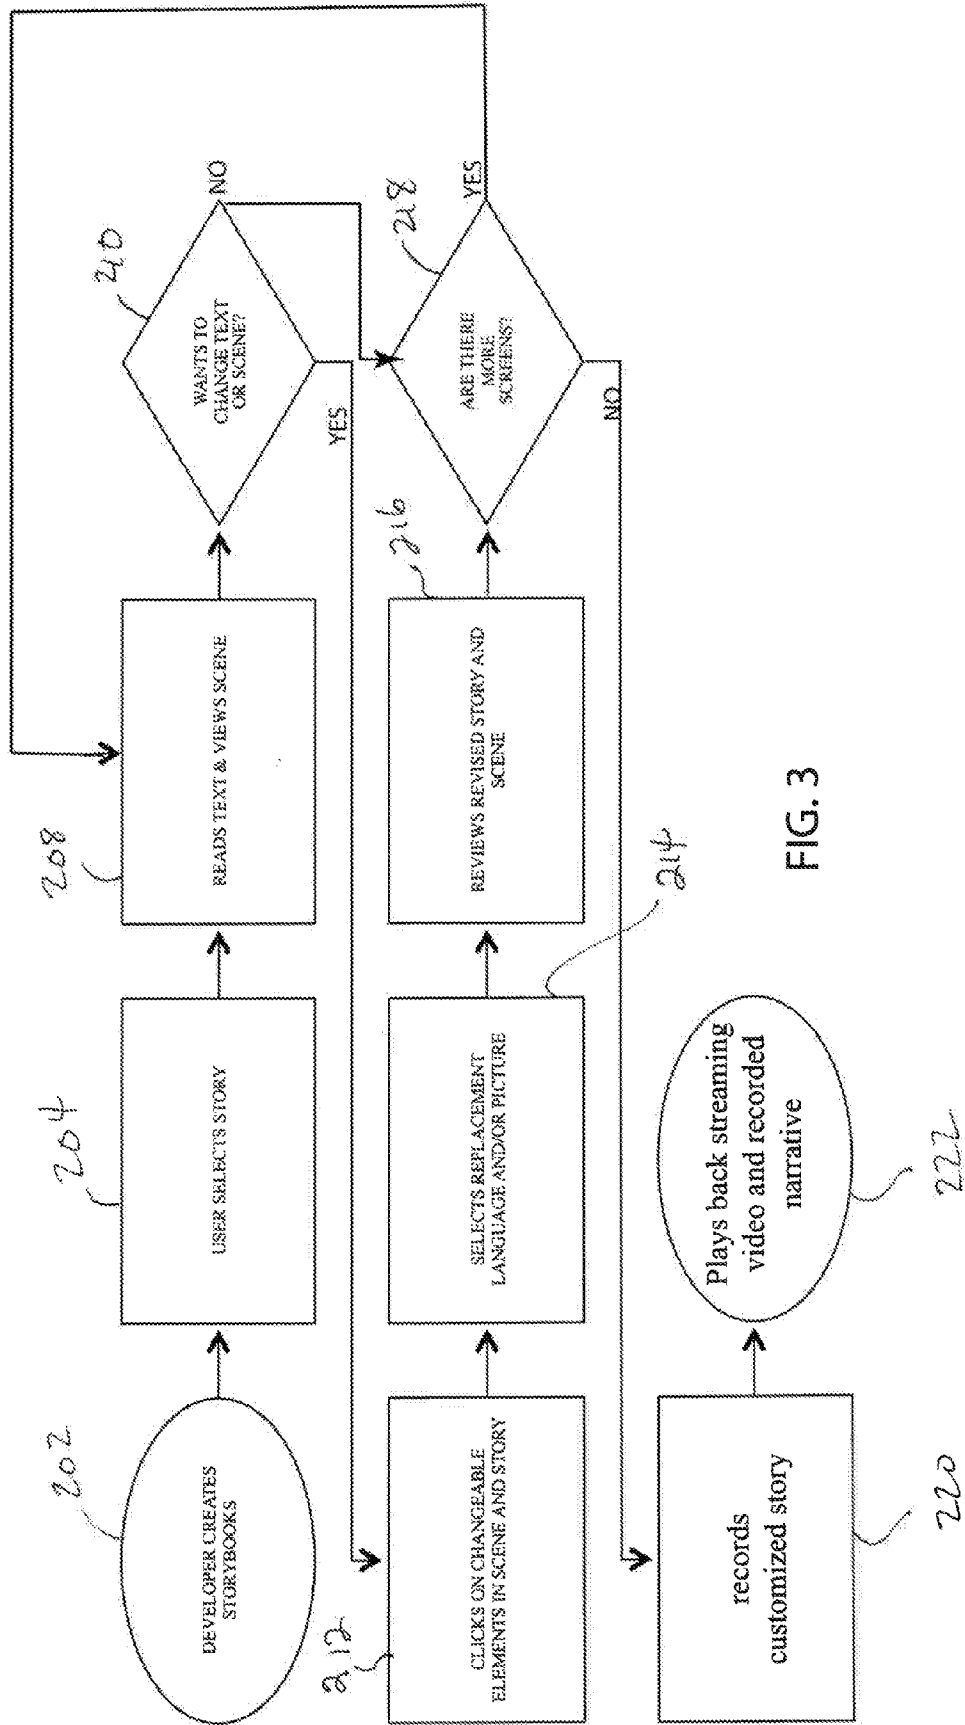 202
DEVELOPER CREATES
STORYBOOKS
204
USER SELECTS STORY
208
READS TEXT & VIEWS SCENE
210
WANTS TO
CHANGE TEXT
OR SCENE?
NO
YES
212
CLICKS ON CHANGEABLE
ELEMENTS IN SCENE AND STORY
SELECTS REPLACEMENT
LANGUAGE AND/OR PICTURE
214
REVIEWS REVISED STORY AND
SCENE
216
ARE THERE
MORE
SCREENS?
218
YES
NO
records
customized story
220
Plays back streaming
video and recorded
narrative
222
FIG. 3